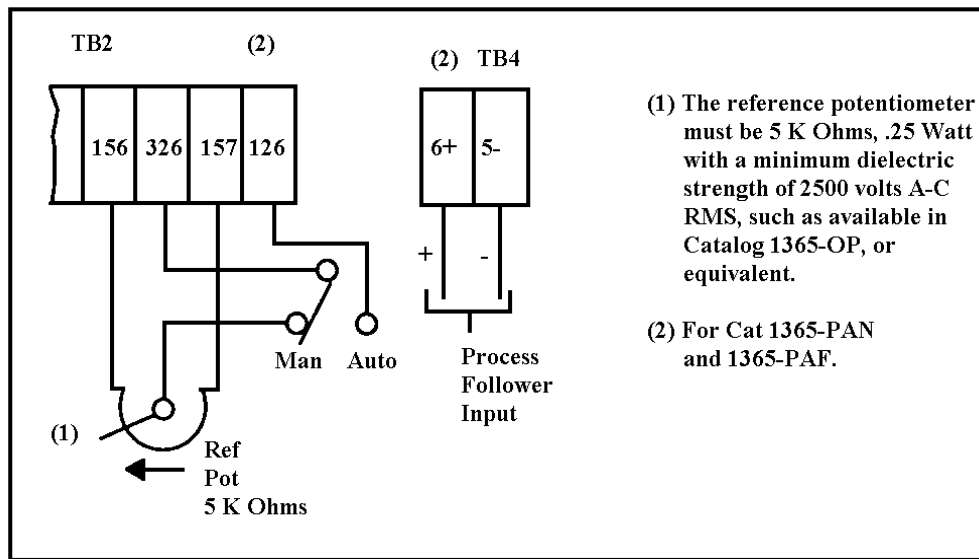 TB2 (2)
156 326 157 126
Man Auto
(1)
Ref
Pot
5 K Ohms
(2) TB4
6+ 5-
+ -
Process
Follower
Input
(1) The reference potentiometer
must be 5 K Ohms, .25 Watt
with a minimum dielectric
strength of 2500 volts A-C
RMS, such as available in
Catalog 1365-OP, or
equivalent.
(2) For Cat 1365-PAN
and 1365-PAF.